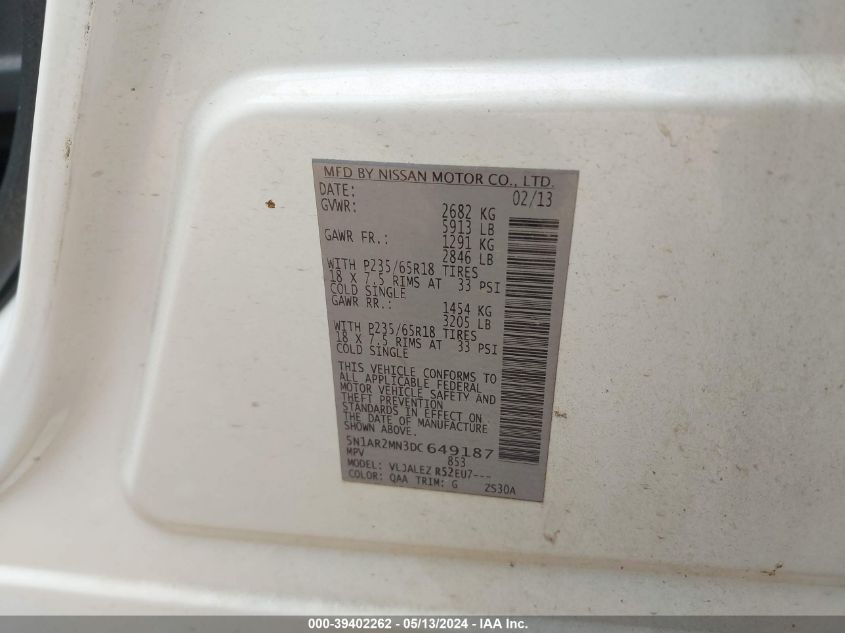 MFD BY NISSAN MOTOR CO., LTD.
DATE: 02/13
GVWR: 2682 KG
5913 LB
GAWR FR.: 1291 KG
2846 LB
WITH P235/65R18 TIRES
18 X 7.5 RIMS AT 33 PSI
COLD SINGLE
GAWR RR.: 1454 KG
3205 LB
WITH P235/65R18 TIRES
18 X 7.5 RIMS AT 33 PSI
COLD SINGLE
THIS VEHICLE CONFORMS TO
ALL APPLICABLE FEDERAL
MOTOR VEHICLE SAFETY AND
THEFT PREVENTION
STANDARDS IN EFFECT ON
THE DATE OF MANUFACTURE
SHOWN ABOVE.
5N1AR2MN3DC 649187
MPV 853
MODEL: VLJALEZ R52EU7---
COLOR: QAA TRIM: G 2S30A
000-39402262 - 05/13/2024 - IAA Inc.